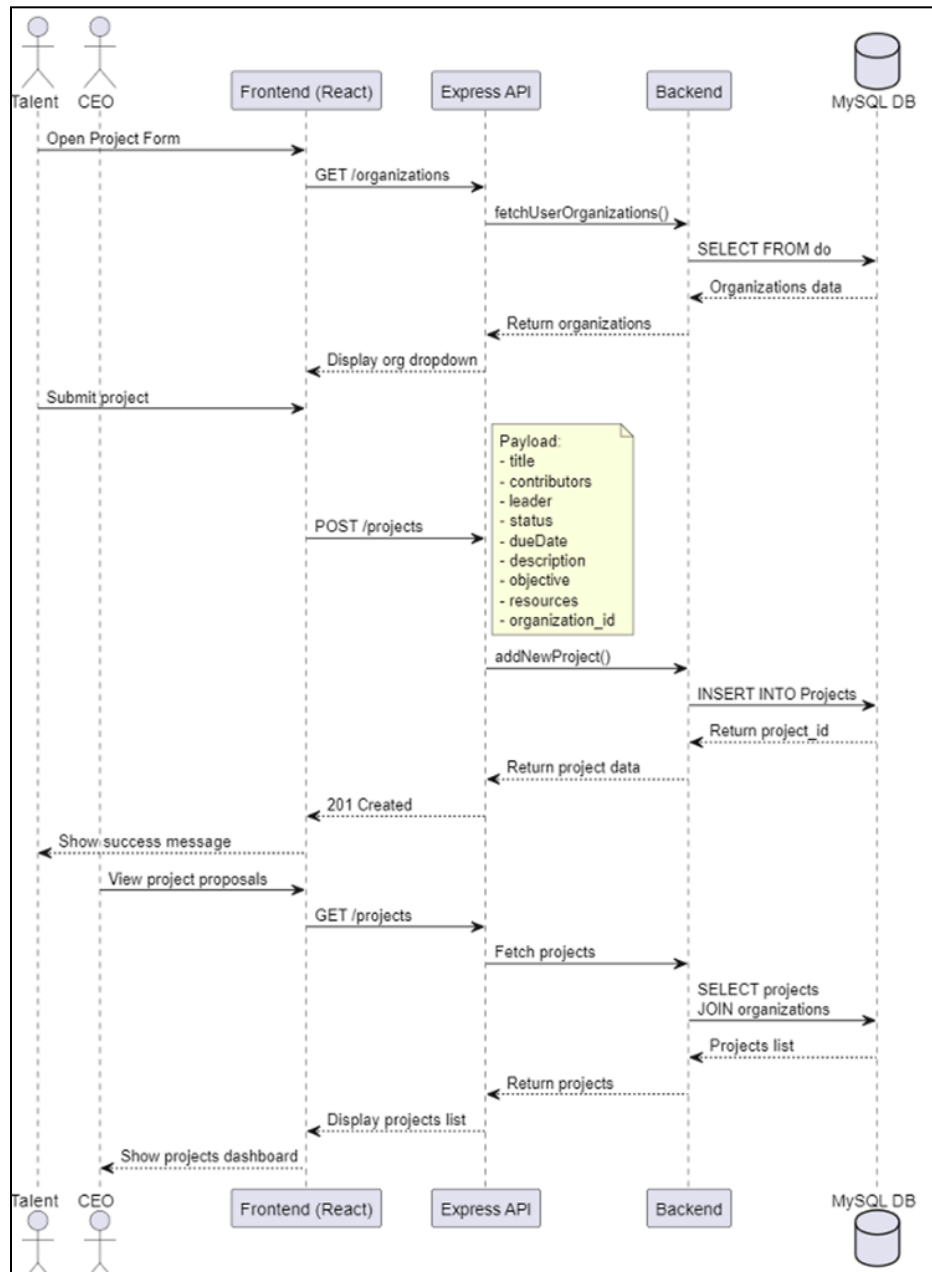 Talent
CEO
Frontend (React)
Express API
Backend
MySQL DB
Open Project Form
GET /organizations
fetchUserOrganizations()
SELECT FROM do
Organizations data
Return organizations
Display org dropdown
Submit project
Payload:
- title
- contributors
- leader
- status
- dueDate
- description
- objective
- resources
- organization_id
POST /projects
addNewProject()
INSERT INTO Projects
Return project_id
Return project data
201 Created
Show success message
View project proposals
GET /projects
Fetch projects
SELECT projects
JOIN organizations
Projects list
Return projects
Display projects list
Show projects dashboard
Talent
CEO
Frontend (React)
Express API
Backend
MySQL DB